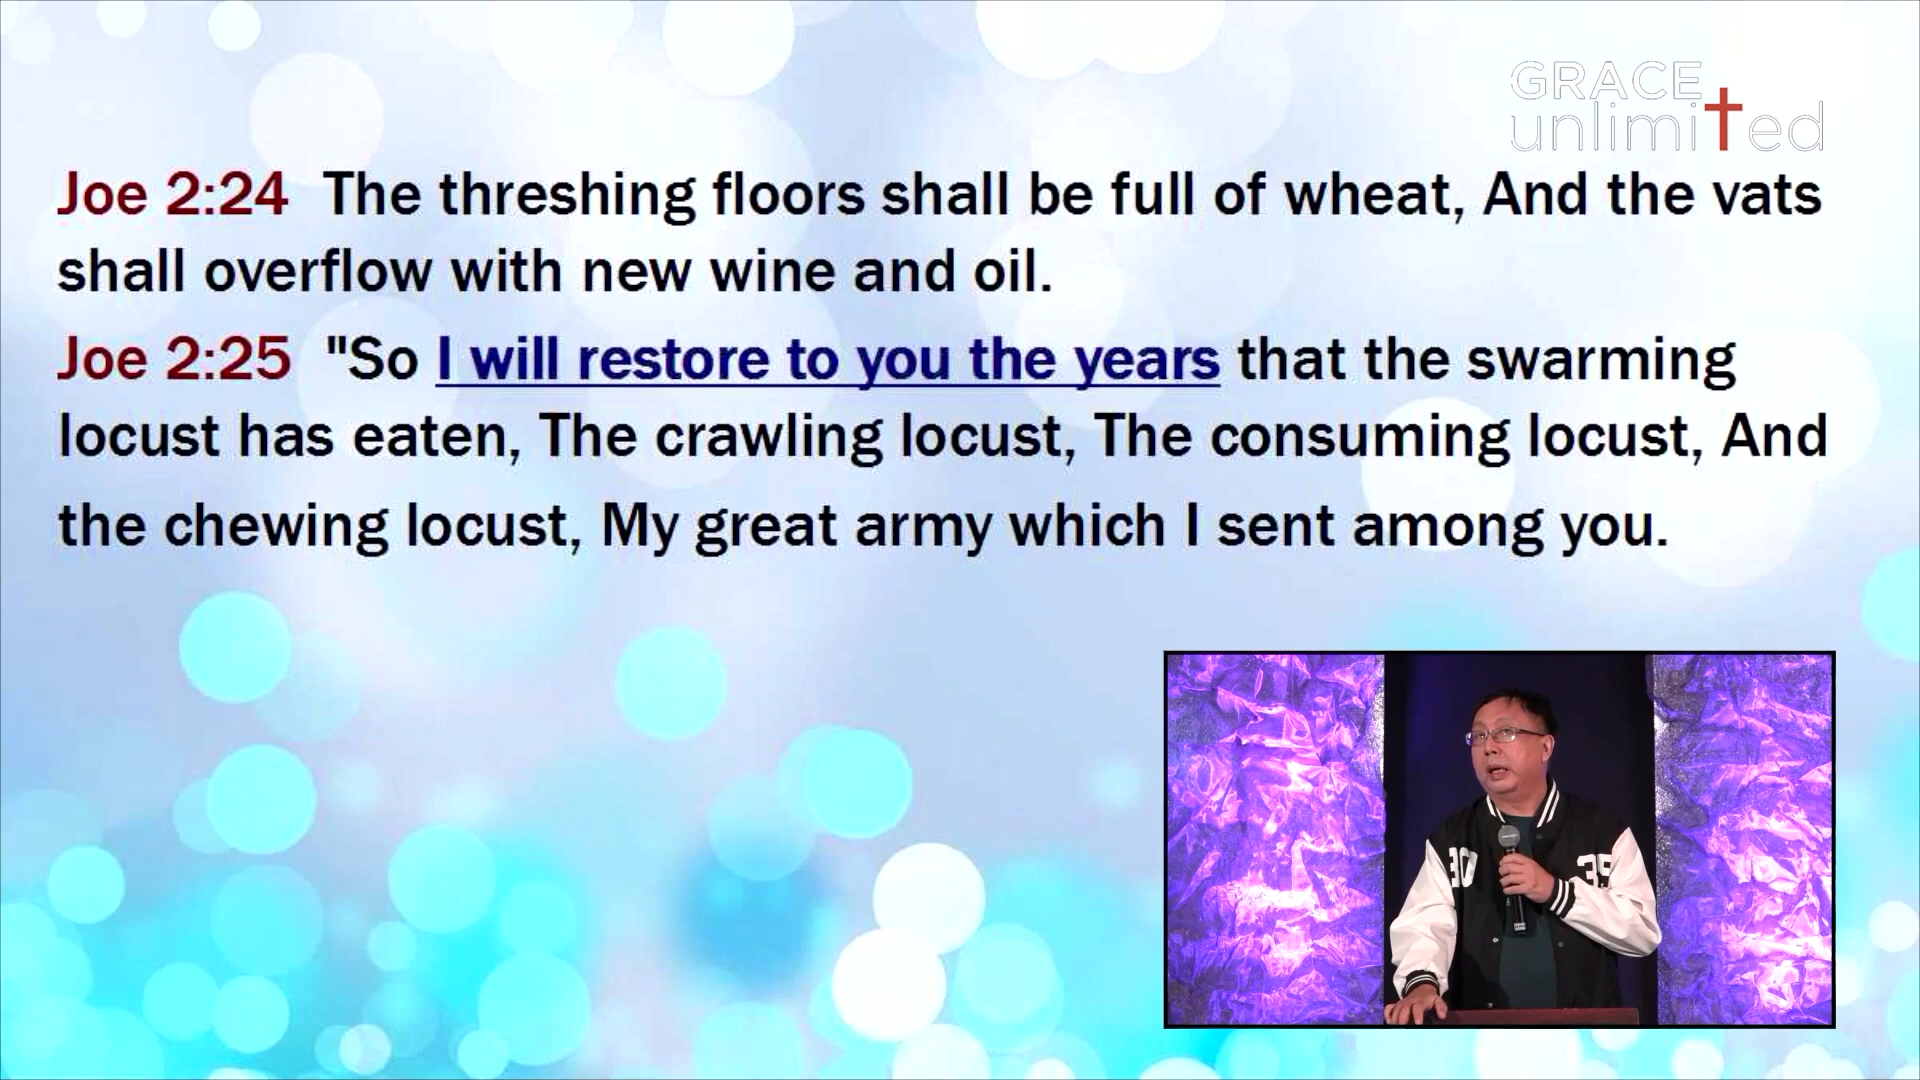 GRACE
unlimited
Joe 2:24 The threshing floors shall be full of wheat, And the vats
shall overflow with new wine and oil.
Joe 2:25 "So I will restore to you the years that the swarming
locust has eaten, The crawling locust, The consuming locust, And
the chewing locust, My great army which I sent among you.
30 35